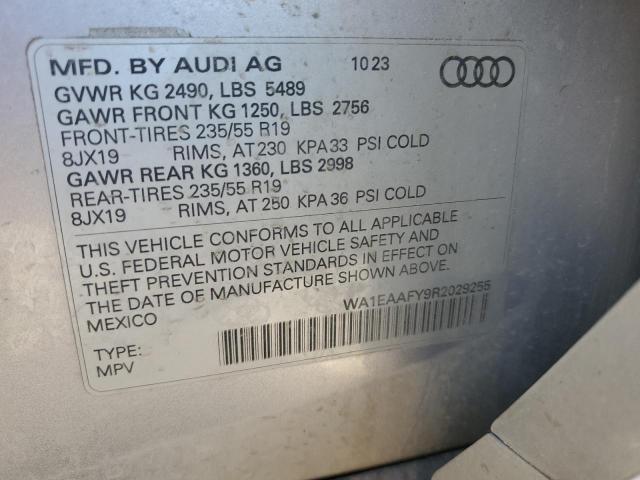 MFD. BY AUDI AG 10 23
GVWR KG 2490, LBS 5489
GAWR FRONT KG 1250, LBS 2756
FRONT-TIRES 235/55 R19
8JX19 RIMS, AT 230 KPA 33 PSI COLD
GAWR REAR KG 1360, LBS 2998
REAR-TIRES 235/55 R19
8JX19 RIMS, AT 250 KPA 36 PSI COLD
THIS VEHICLE CONFORMS TO ALL APPLICABLE
U.S. FEDERAL MOTOR VEHICLE SAFETY AND
THEFT PREVENTION STANDARDS IN EFFECT ON
THE DATE OF MANUFACTURE SHOWN ABOVE.
MEXICO WA1EAAFY9R2029255
TYPE:
MPV